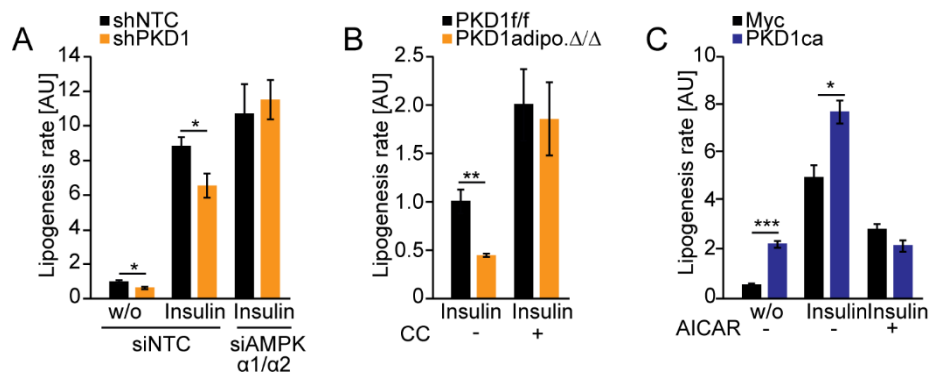 A
shNTC
shPKD1
Lipogenesis rate [AU]
14
12
10
8
6
4
2
0
*
*
w/o
Insulin
Insulin
siNTC
siAMPK
α1/α2
B
PKD1f/f
PKD1adipo.Δ/Δ
Lipogenesis rate [AU]
2.5
2.0
1.5
1.0
0.5
0
**
Insulin
Insulin
CC
-
+
C
Myc
PKD1ca
Lipogenesis rate [AU]
10
8
6
4
2
0
***
*
w/o
Insulin
Insulin
AICAR
-
-
+